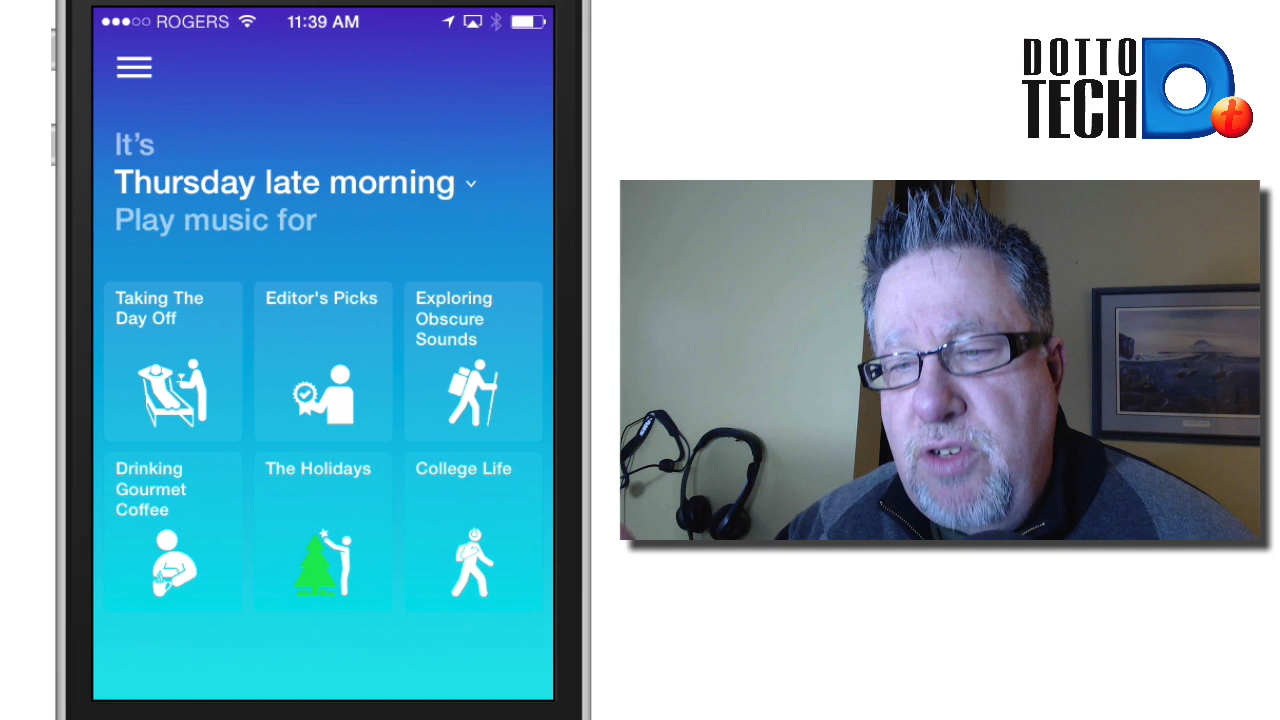 ROGERS 11:39 AM
It's
Thursday late morning
Play music for
Taking The
Day Off
Editor's Picks
Exploring
Obscure
Sounds
Drinking
Gourmet
Coffee
The Holidays
College Life
DOTTO
TECH